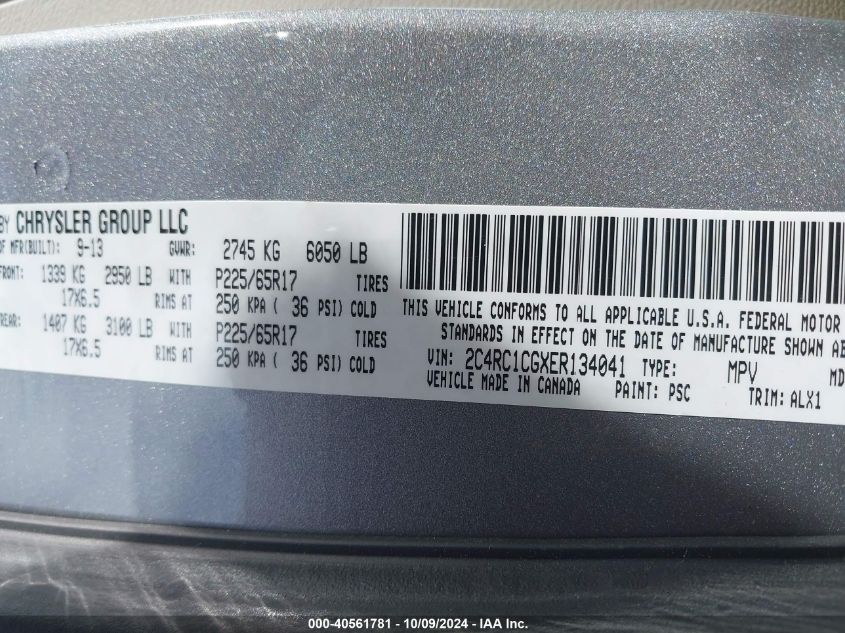 BY CHRYSLER GROUP LLC
OF MFR(BUILT): 9-13 GVWR: 2745 KG 6050 LB
FRONT: 1339 KG 2950 LB WITH P225/65R17 TIRES
17X6.5 RIMS AT 250 KPA ( 36 PSI) COLD
REAR: 1407 KG 3100 LB WITH P225/65R17 TIRES
17X6.5 RIMS AT 250 KPA ( 36 PSI) COLD
THIS VEHICLE CONFORMS TO ALL APPLICABLE U.S.A. FEDERAL MOTOR
STANDARDS IN EFFECT ON THE DATE OF MANUFACTURE SHOWN AB
VIN: 2C4RC1CGXER134041 TYPE: MPV MD
VEHICLE MADE IN CANADA PAINT: PSC TRIM: ALX1
000-40561781 - 10/09/2024 - IAA Inc.